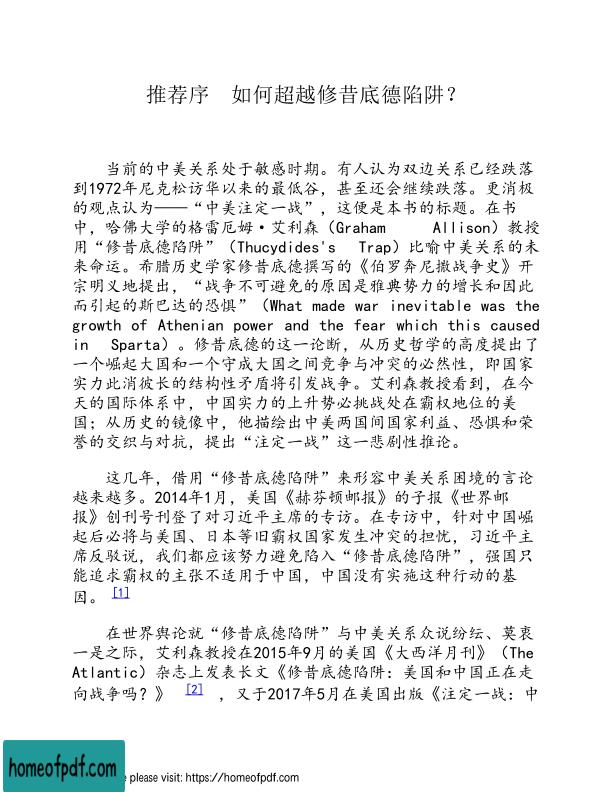 推荐序　如何超越修昔底德陷阱？
当前的中美关系处于敏感时期。有人认为双边关系已经跌落
到1972年尼克松访华以来的最低谷，甚至还会继续跌落。更消极
的观点认为——“中美注定一战”，这便是本书的标题。在书
中，哈佛大学的格雷厄姆·艾利森（Graham Allison）教授
用“修昔底德陷阱”（Thucydides's Trap）比喻中美关系的未
来命运。希腊历史学家修昔底德撰写的《伯罗奔尼撒战争史》开
宗明义地提出，“战争不可避免的原因是雅典势力的增长和因此
而引起的斯巴达的恐惧”（What made war inevitable was the
growth of Athenian power and the fear which this caused
in Sparta）。修昔底德的这一论断，从历史哲学的高度提出了
一个崛起大国和一个守成大国之间竞争与冲突的必然性，即国家
实力此消彼长的结构性矛盾将引发战争。艾利森教授看到，在今
天的国际体系中，中国实力的上升势必挑战处在霸权地位的美
国；从历史的镜像中，他描绘出中美两国间国家利益、恐惧和荣
誉的交织与对抗，提出“注定一战”这一悲剧性推论。
这几年，借用“修昔底德陷阱”来形容中美关系困境的言论
越来越多。2014年1月，美国《赫芬顿邮报》的子报《世界邮
报》创刊号刊登了对习近平主席的专访。在专访中，针对中国崛
起后必将与美国、日本等旧霸权国家发生冲突的担忧，习近平主
席反驳说，我们都应该努力避免陷入“修昔底德陷阱”，强国只
能追求霸权的主张不适用于中国，中国没有实施这种行动的基
因。[1]
在世界舆论就“修昔底德陷阱”与中美关系众说纷纭、莫衷
一是之际，艾利森教授在2015年9月的美国《大西洋月刊》（The
Atlantic）杂志上发表长文《修昔底德陷阱：美国和中国正在走
向战争吗？》[2]，又于2017年5月在美国出版《注定一战：中
homeofpdf.com
e please visit: https://homeofpdf.com